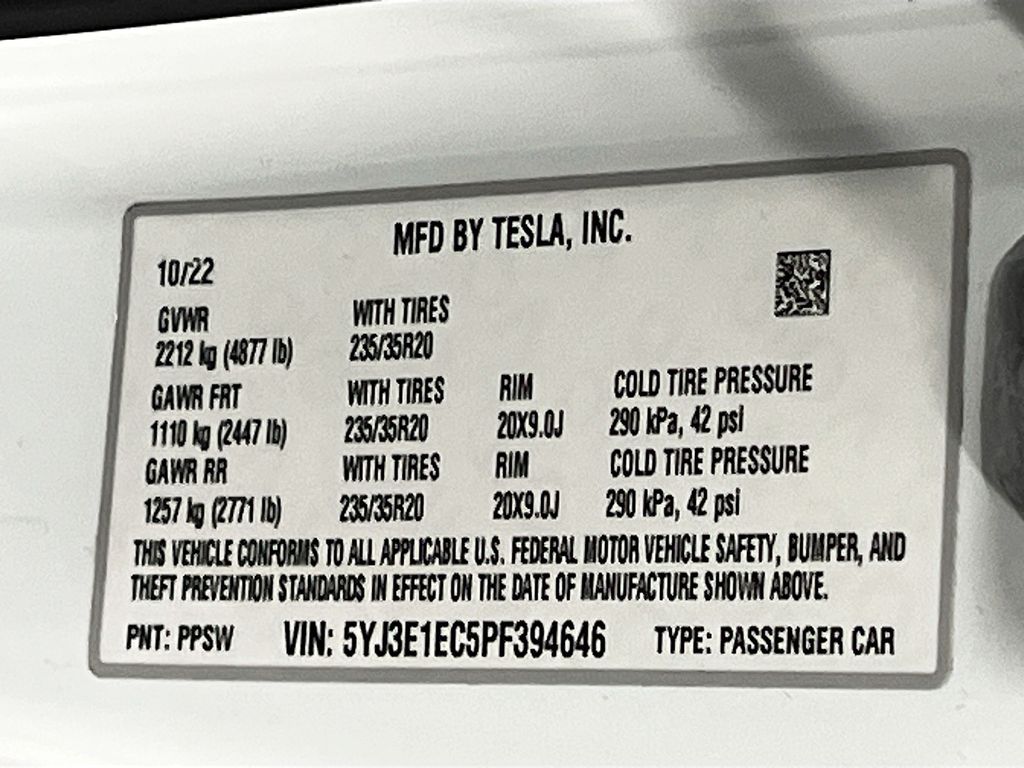 MFD BY TESLA, INC.
10/22
GVWR WITH TIRES
2212 kg (4877 lb) 235/35R20
GAWR FRT WITH TIRES RIM COLD TIRE PRESSURE
1110 kg (2447 lb) 235/35R20 20X9.0J 290 kPa, 42 psi
GAWR RR WITH TIRES RIM COLD TIRE PRESSURE
1257 kg (2771 lb) 235/35R20 20X9.0J 290 kPa, 42 psi
THIS VEHICLE CONFORMS TO ALL APPLICABLE U.S. FEDERAL MOTOR VEHICLE SAFETY, BUMPER, AND
THEFT PREVENTION STANDARDS IN EFFECT ON THE DATE OF MANUFACTURE SHOWN ABOVE.
PNT: PPSW VIN: 5YJ3E1EC5PF394646 TYPE: PASSENGER CAR